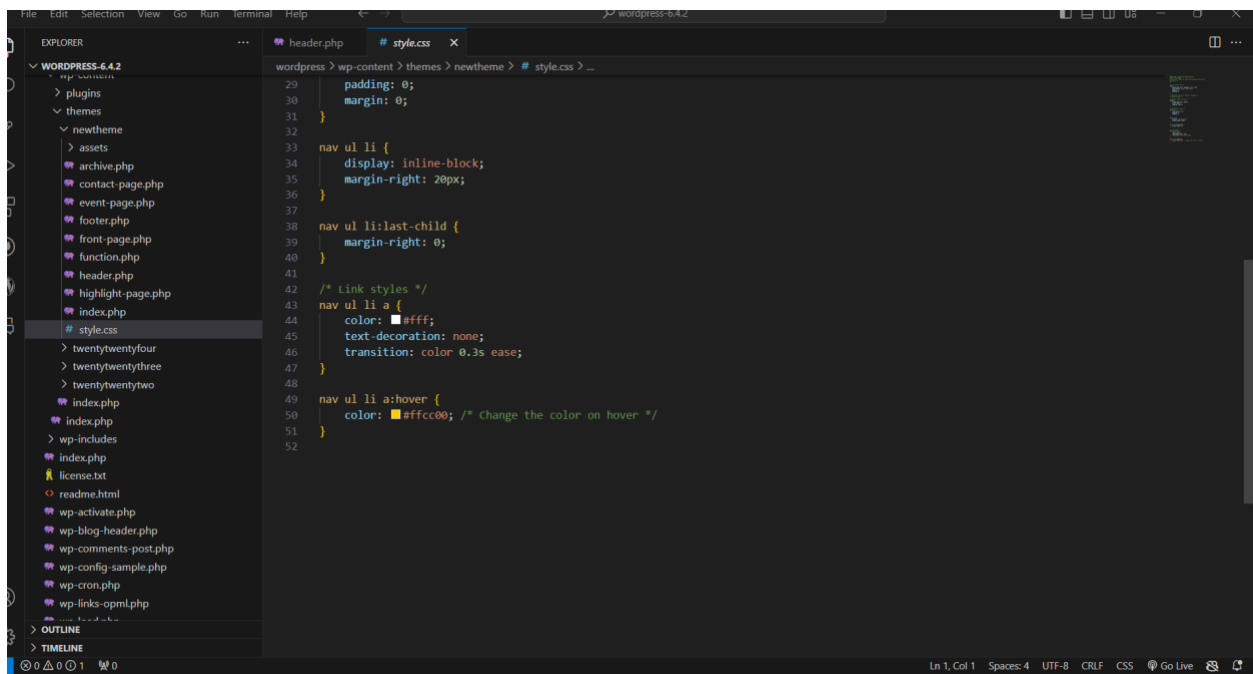 File Edit Selection View Go Run Terminal Help
wordpress-6.4.2
EXPLORER
WORDPRESS-6.4.2
wp-content
plugins
themes
newtheme
assets
archive.php
contact-page.php
event-page.php
footer.php
front-page.php
function.php
header.php
highlight-page.php
index.php
style.css
twentytwentyfour
twentytwentythree
twentytwentytwo
index.php
index.php
wp-includes
index.php
license.txt
readme.html
wp-activate.php
wp-blog-header.php
wp-comments-post.php
wp-config-sample.php
wp-cron.php
wp-links-opml.php
wp-load.php
OUTLINE
TIMELINE
header.php # style.css
wordpress > wp-content > themes > newtheme > # style.css > ...
29 padding: 0;
30 margin: 0;
31 }
32
33 nav ul li {
34 display: inline-block;
35 margin-right: 20px;
36 }
37
38 nav ul li:last-child {
39 margin-right: 0;
40 }
41
42 /* Link styles */
43 nav ul li a {
44 color: #fff;
45 text-decoration: none;
46 transition: color 0.3s ease;
47 }
48
49 nav ul li a:hover {
50 color: #ffcc00; /* Change the color on hover */
51 }
52
0 0 1 0
Ln 1, Col 1 Spaces: 4 UTF-8 CRLF CSS Go Live